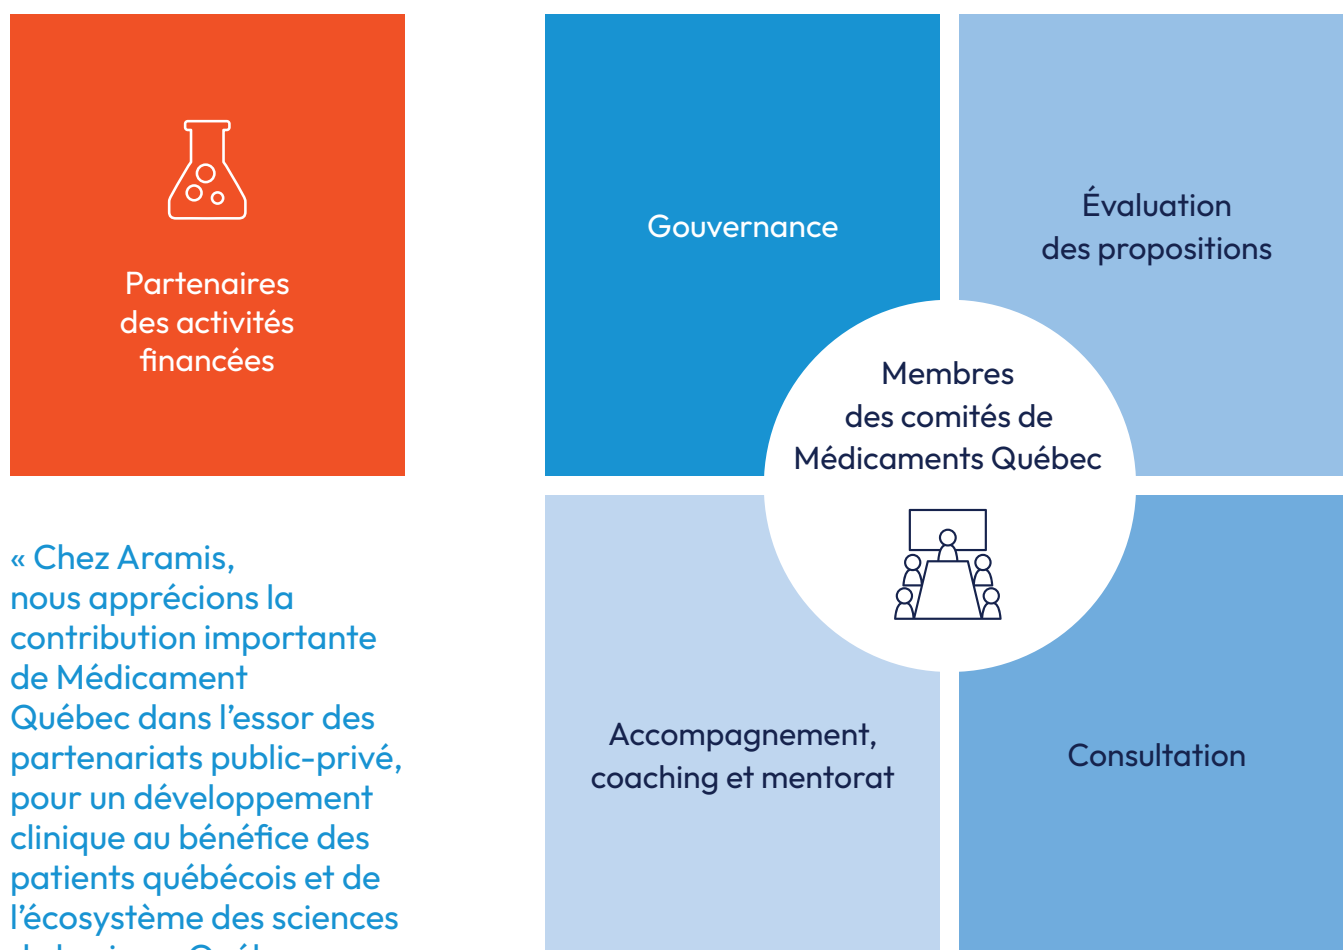 Partenaires
des activités
financées
« Chez Aramis,
nous apprécions la
contribution importante
de Médicament
Québec dans l’essor des
partenariats public-privé,
pour un développement
clinique au bénéfice des
patients québécois et de
l’écosystème des sciences
Gouvernance
Évaluation
des propositions
Membres
des comités de
Médicaments Québec
Accompagnement,
coaching et mentorat
Consultation